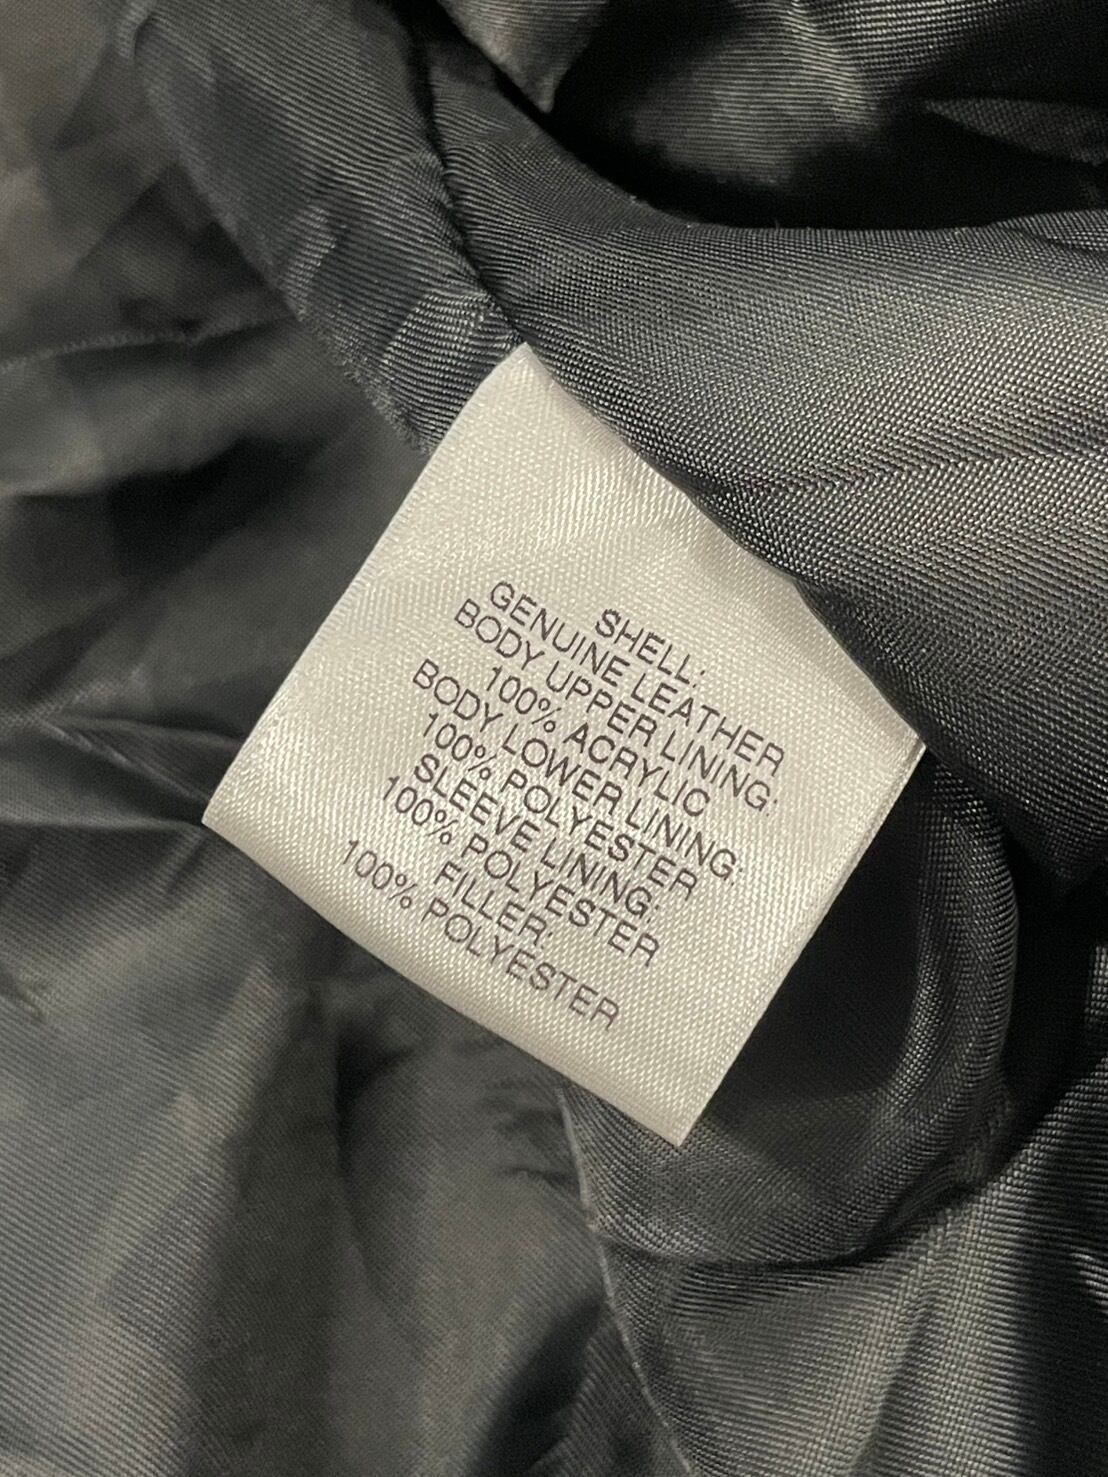 SHELL:
GENUINE LEATHER
BODY UPPER LINING:
100% ACRYLIC
BODY LOWER LINING:
100% POLYESTER
SLEEVE LINING:
100% POLYESTER
FILLER:
100% POLYESTER